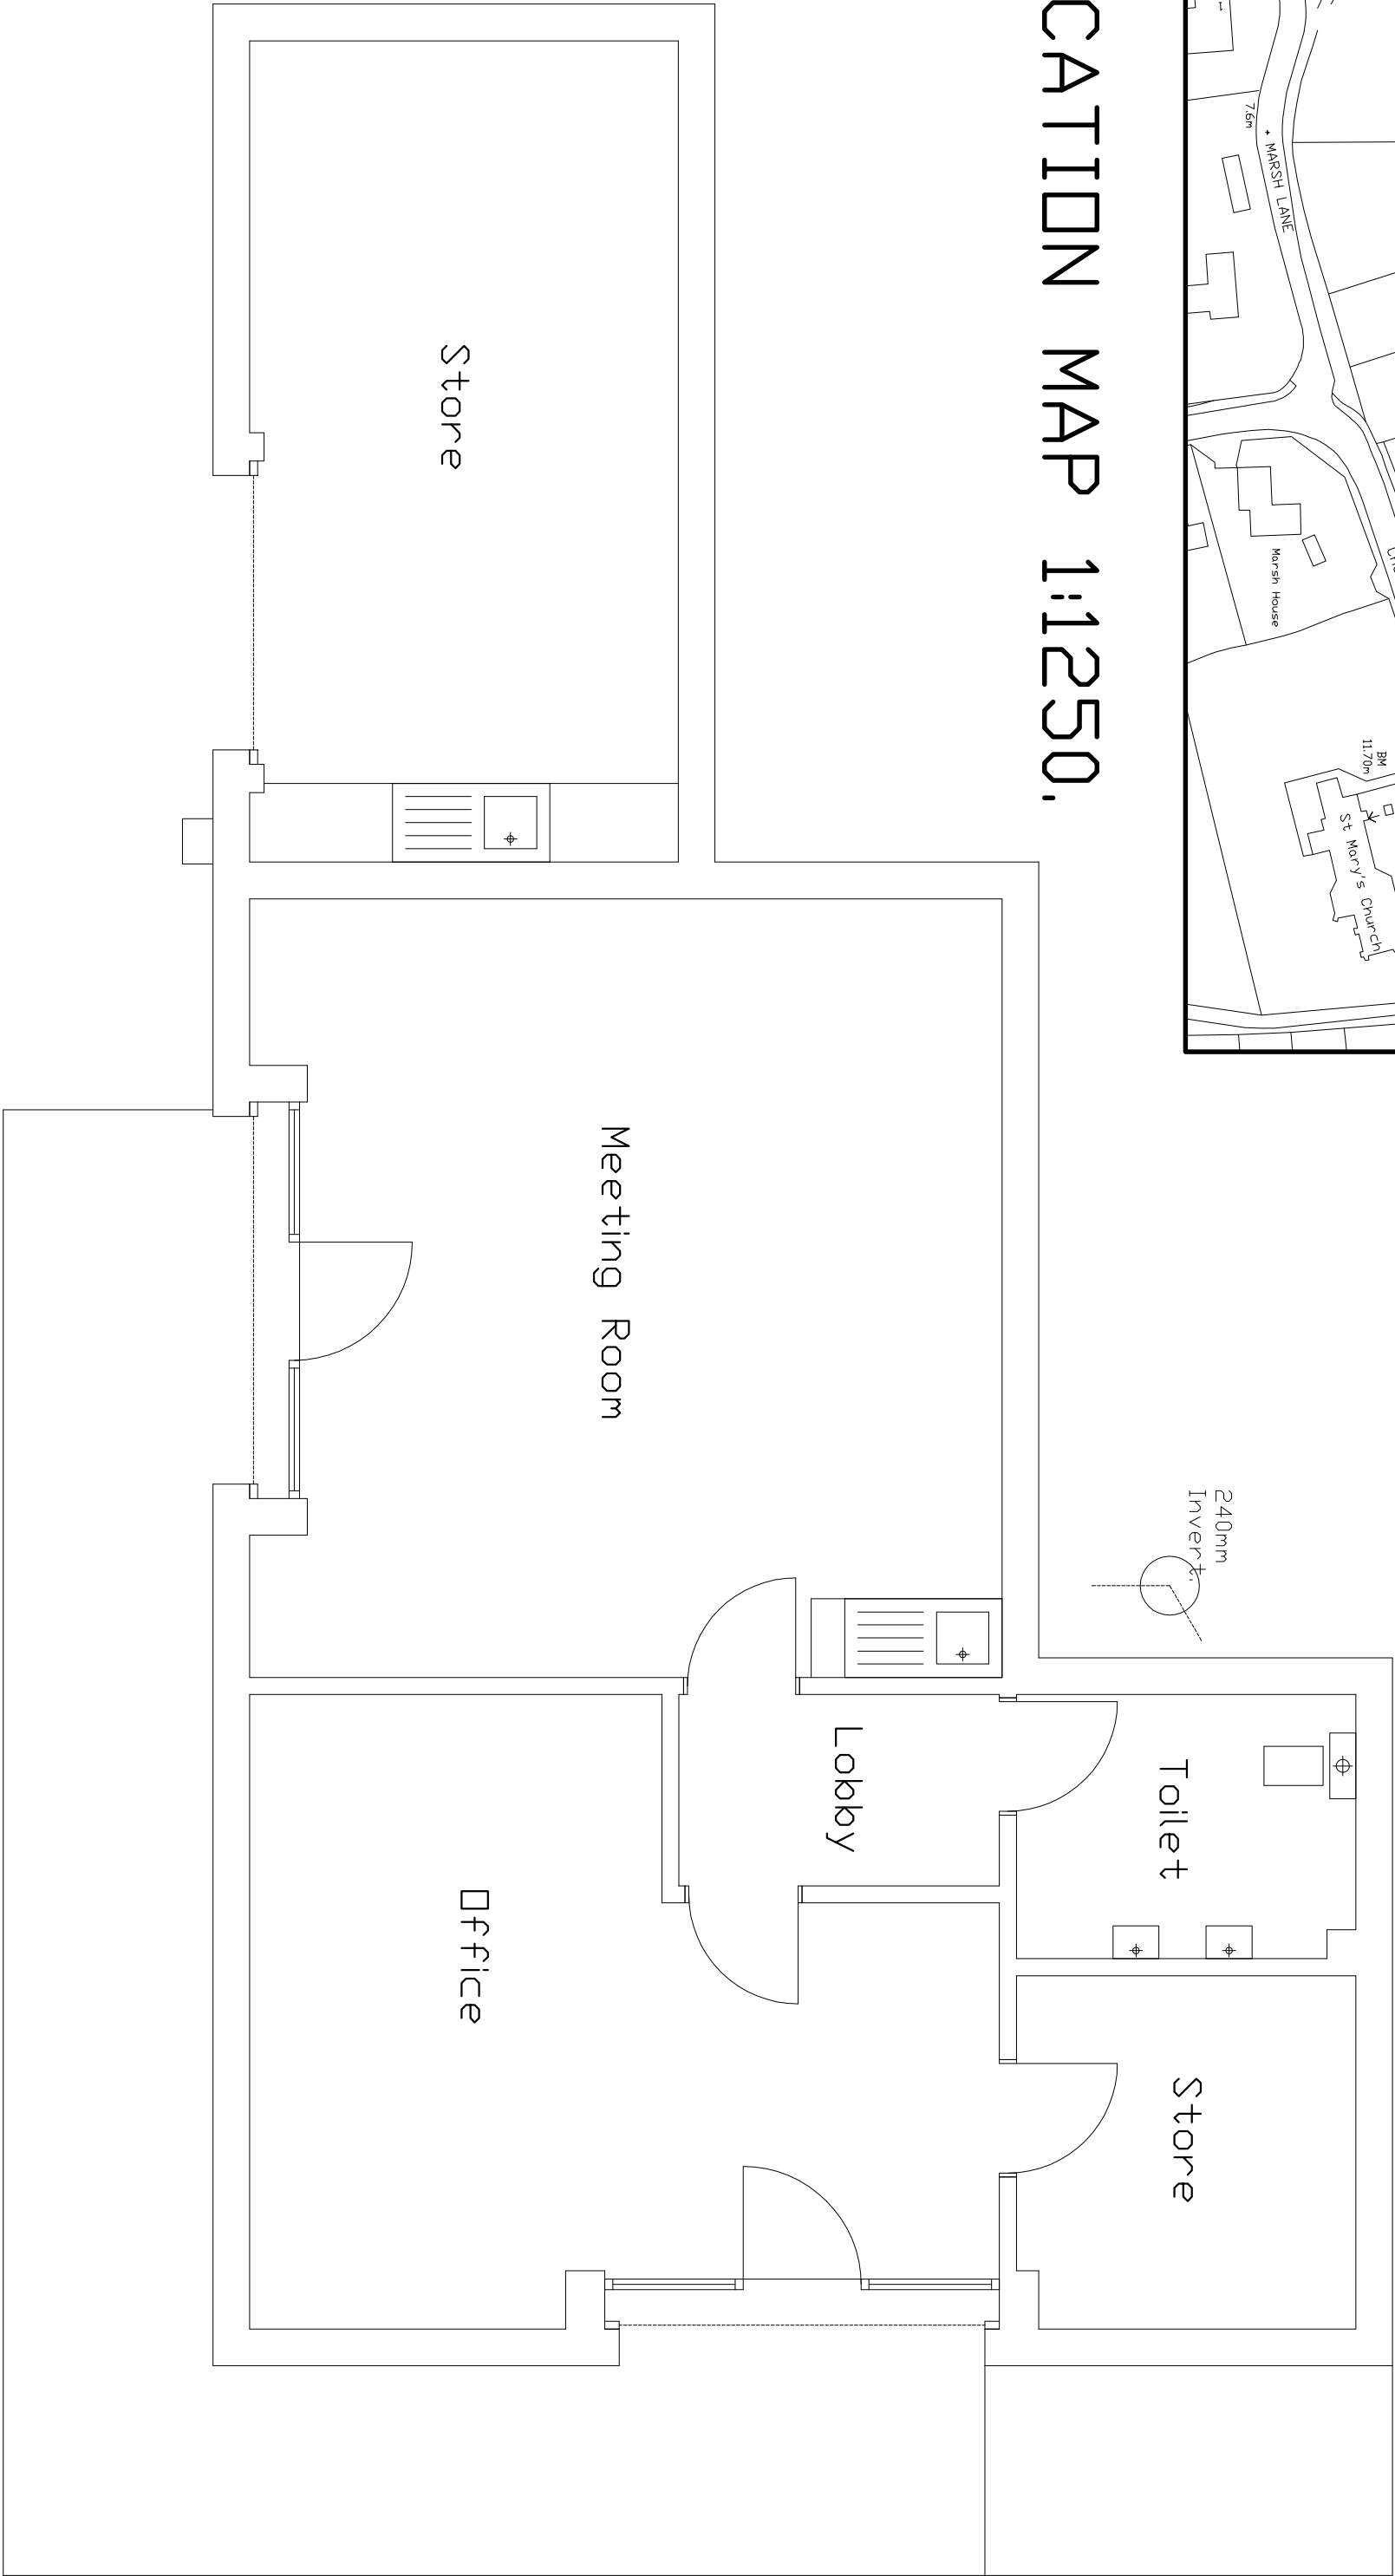 1
7.6m
+ MARSH LANE
Marsh House
BM
11.70m
St Mary's Church
CATION MAP 1:1250.
240mm
Invert.
Toilet
Store
Lobby
Meeting Room
Office
Store